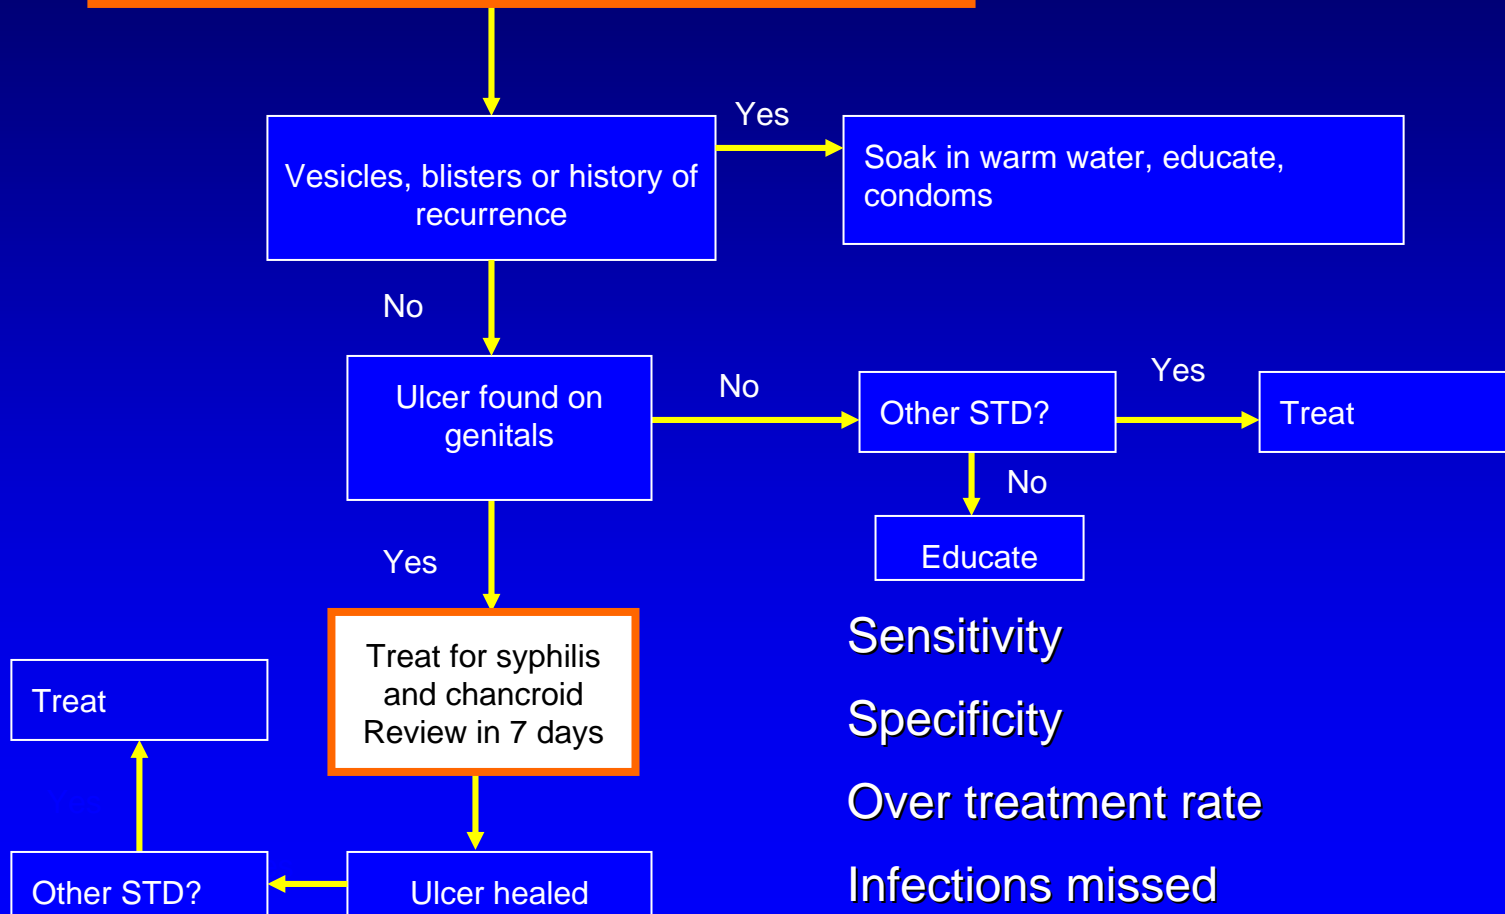 Yes
Vesicles, blisters or history of
recurrence
Soak in warm water, educate,
condoms
No
Ulcer found on
genitals
No
Other STD?
Yes
Treat
No
Educate
Yes
Treat for syphilis
and chancroid
Review in 7 days
Treat
Other STD?
Ulcer healed
Sensitivity
Specificity
Over treatment rate
Infections missed